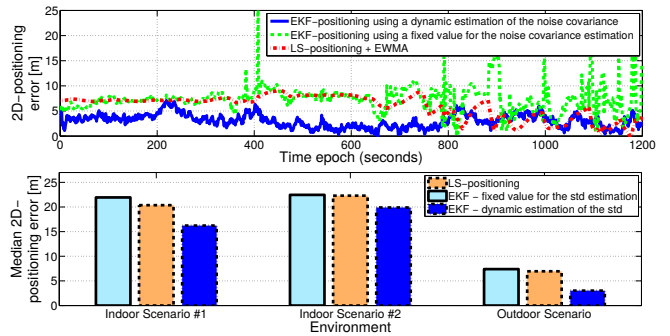 EKF-positioning using a dynamic estimation of the noise covariance
EKF-positioning using a fixed value for the noise covariance estimation
LS-positioning + EWMA
2D-positioning
error [m]
25
20
15
10
5
0
0 200 400 600 800 1000 1200
Time epoch (seconds)
LS-positioning
EKF - fixed value for the std estimation
EKF - dynamic estimation of the std
Median 2D-
positioning error [m]
25
20
15
10
5
0
Indoor Scenario #1 Indoor Scenario #2 Outdoor Scenario
Environment